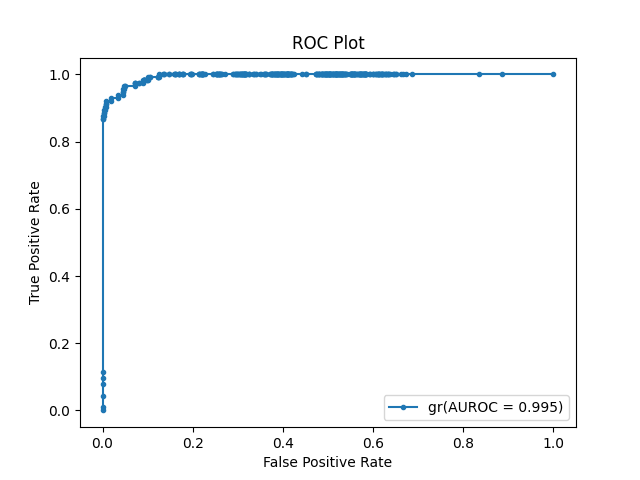 ROC Plot
True Positive Rate
1.0
0.8
0.6
0.4
0.2
0.0
gr(AUROC = 0.995)
0.0 0.2 0.4 0.6 0.8 1.0
False Positive Rate